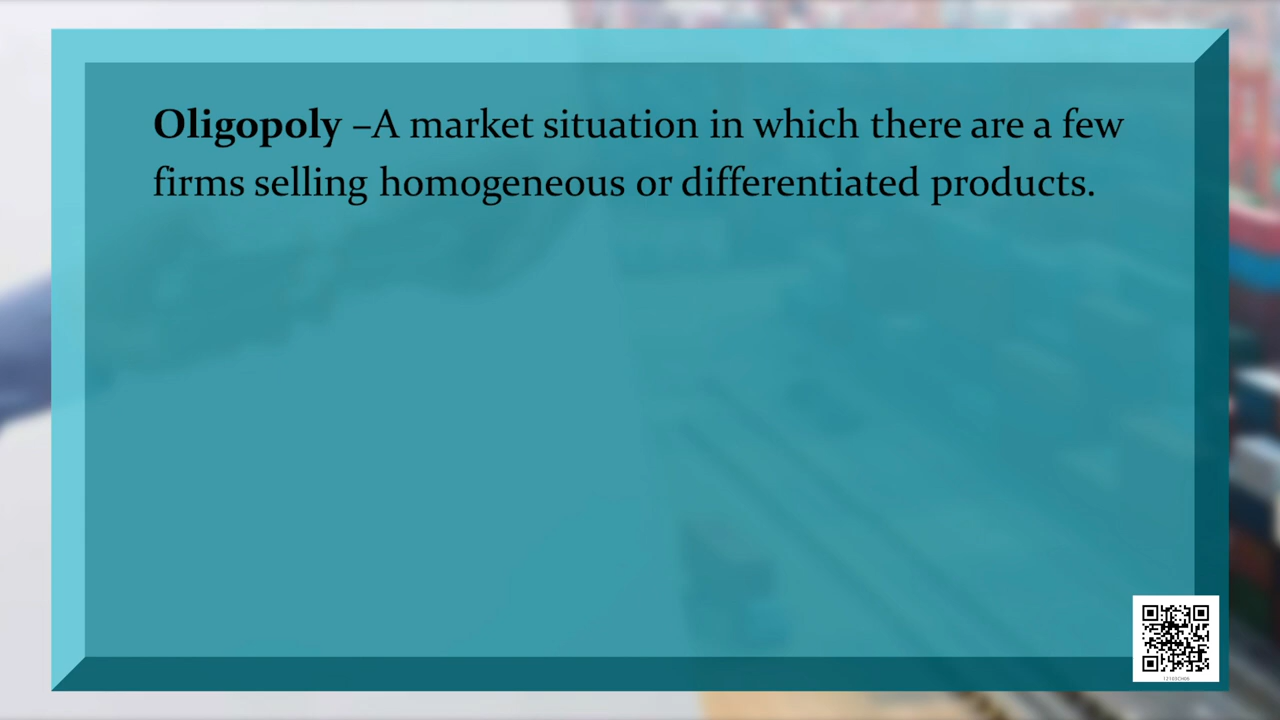 Oligopoly –A market situation in which there are a few
firms selling homogeneous or differentiated products.